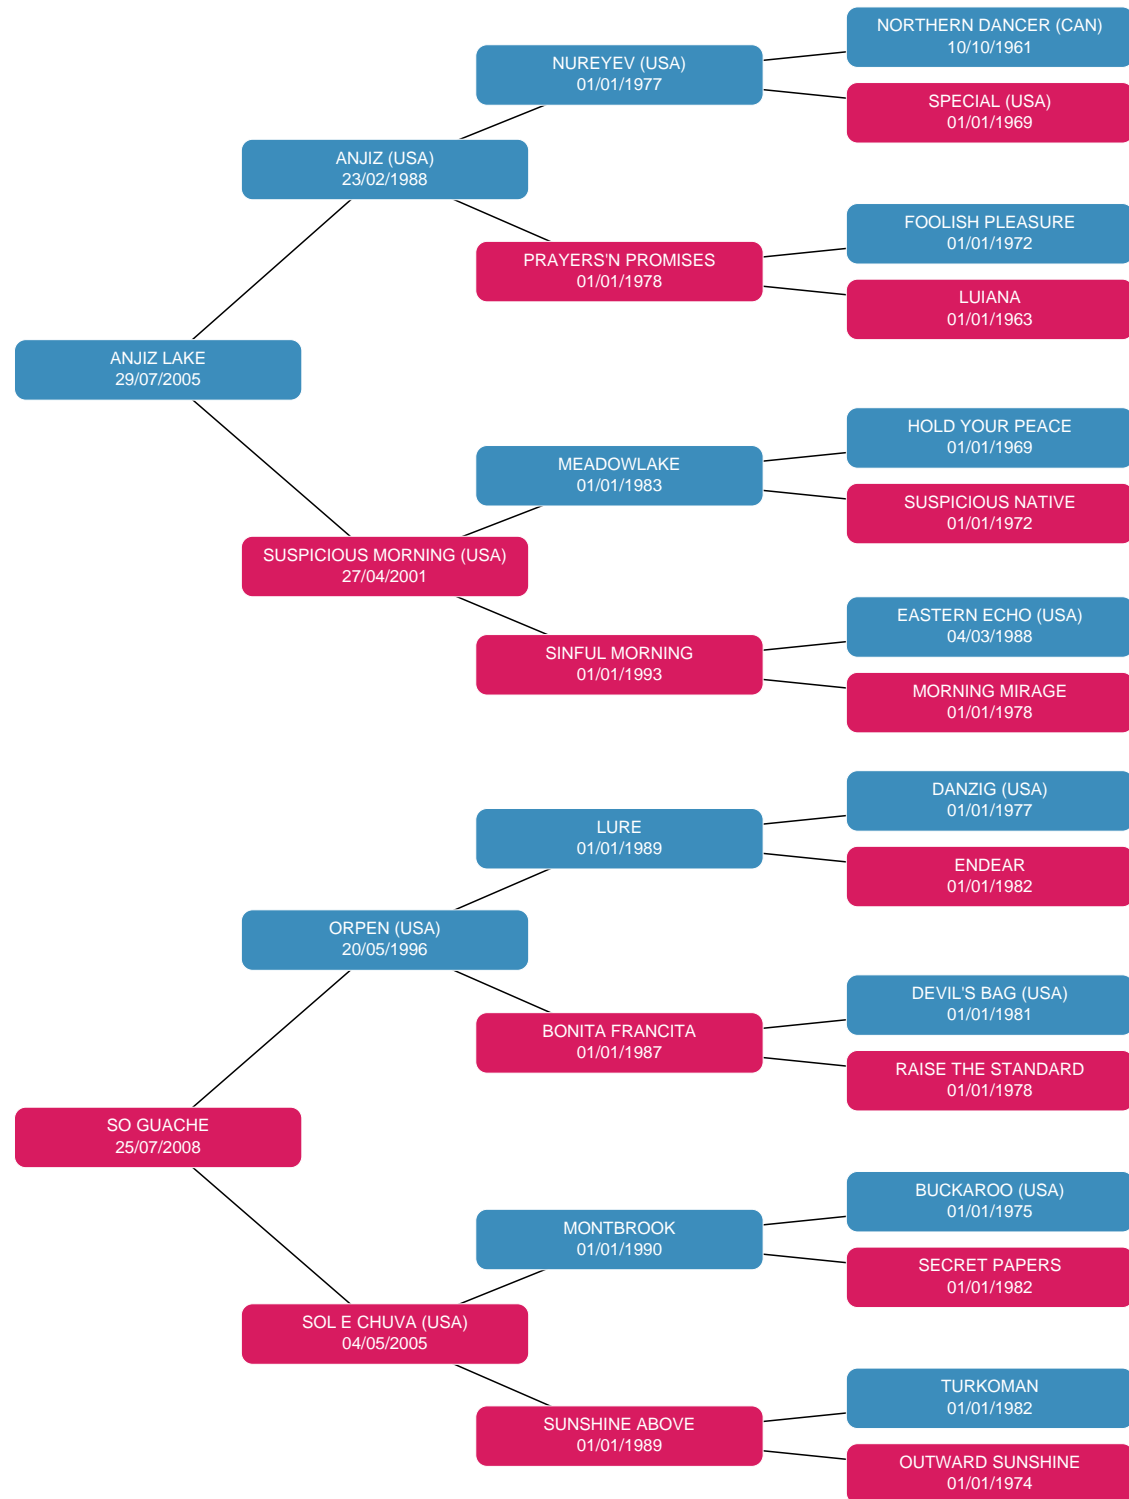 NORTHERN DANCER (CAN)
10/10/1961
NUREYEV (USA)
01/01/1977
SPECIAL (USA)
01/01/1969
ANJIZ (USA)
23/02/1988
FOOLISH PLEASURE
01/01/1972
PRAYERS'N PROMISES
01/01/1978
LUIANA
01/01/1963
ANJIZ LAKE
29/07/2005
HOLD YOUR PEACE
01/01/1969
MEADOWLAKE
01/01/1983
SUSPICIOUS NATIVE
01/01/1972
SUSPICIOUS MORNING (USA)
27/04/2001
EASTERN ECHO (USA)
04/03/1988
SINFUL MORNING
01/01/1993
MORNING MIRAGE
01/01/1978
DANZIG (USA)
01/01/1977
LURE
01/01/1989
ENDEAR
01/01/1982
ORPEN (USA)
20/05/1996
DEVIL'S BAG (USA)
01/01/1981
BONITA FRANCITA
01/01/1987
RAISE THE STANDARD
01/01/1978
SO GUACHE
25/07/2008
BUCKAROO (USA)
01/01/1975
MONTBROOK
01/01/1990
SECRET PAPERS
01/01/1982
SOL E CHUVA (USA)
04/05/2005
TURKOMAN
01/01/1982
SUNSHINE ABOVE
01/01/1989
OUTWARD SUNSHINE
01/01/1974